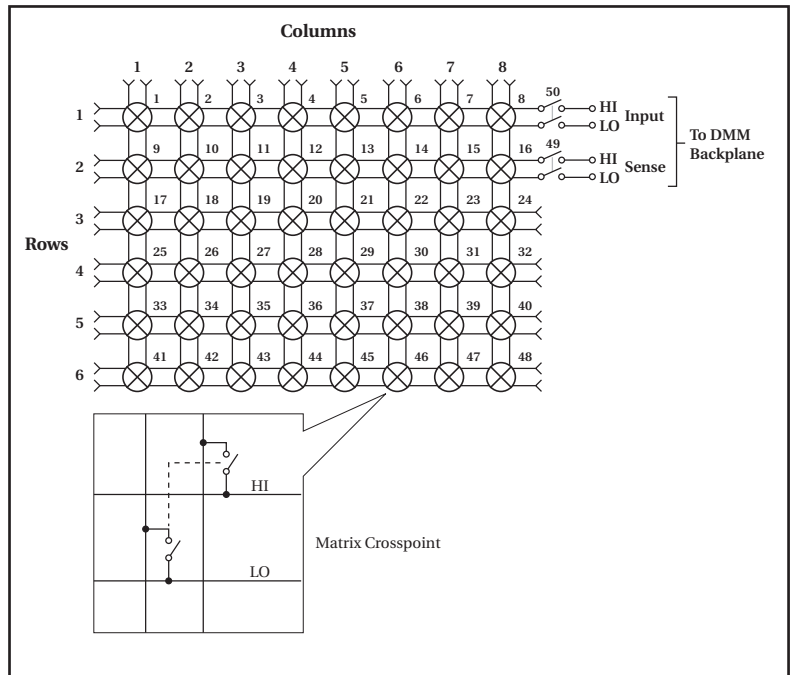 Columns
1 2 3 4 5 6 7 8
1 1 2 3 4 5 6 7 8 50 HI Input
LO
To DMM
Backplane
2 9 10 11 12 13 14 15 16 49 HI Sense
LO
3 17 18 19 20 21 22 23 24
Rows
4 25 26 27 28 29 30 31 32
5 33 34 35 36 37 38 39 40
6 41 42 43 44 45 46 47 48
HI
Matrix Crosspoint
LO